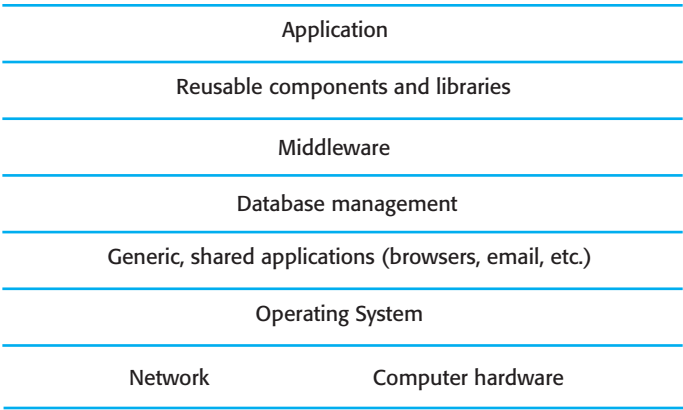 Application
Reusable components and libraries
Middleware
Database management
Generic, shared applications (browsers, email, etc.)
Operating System
Network Computer hardware